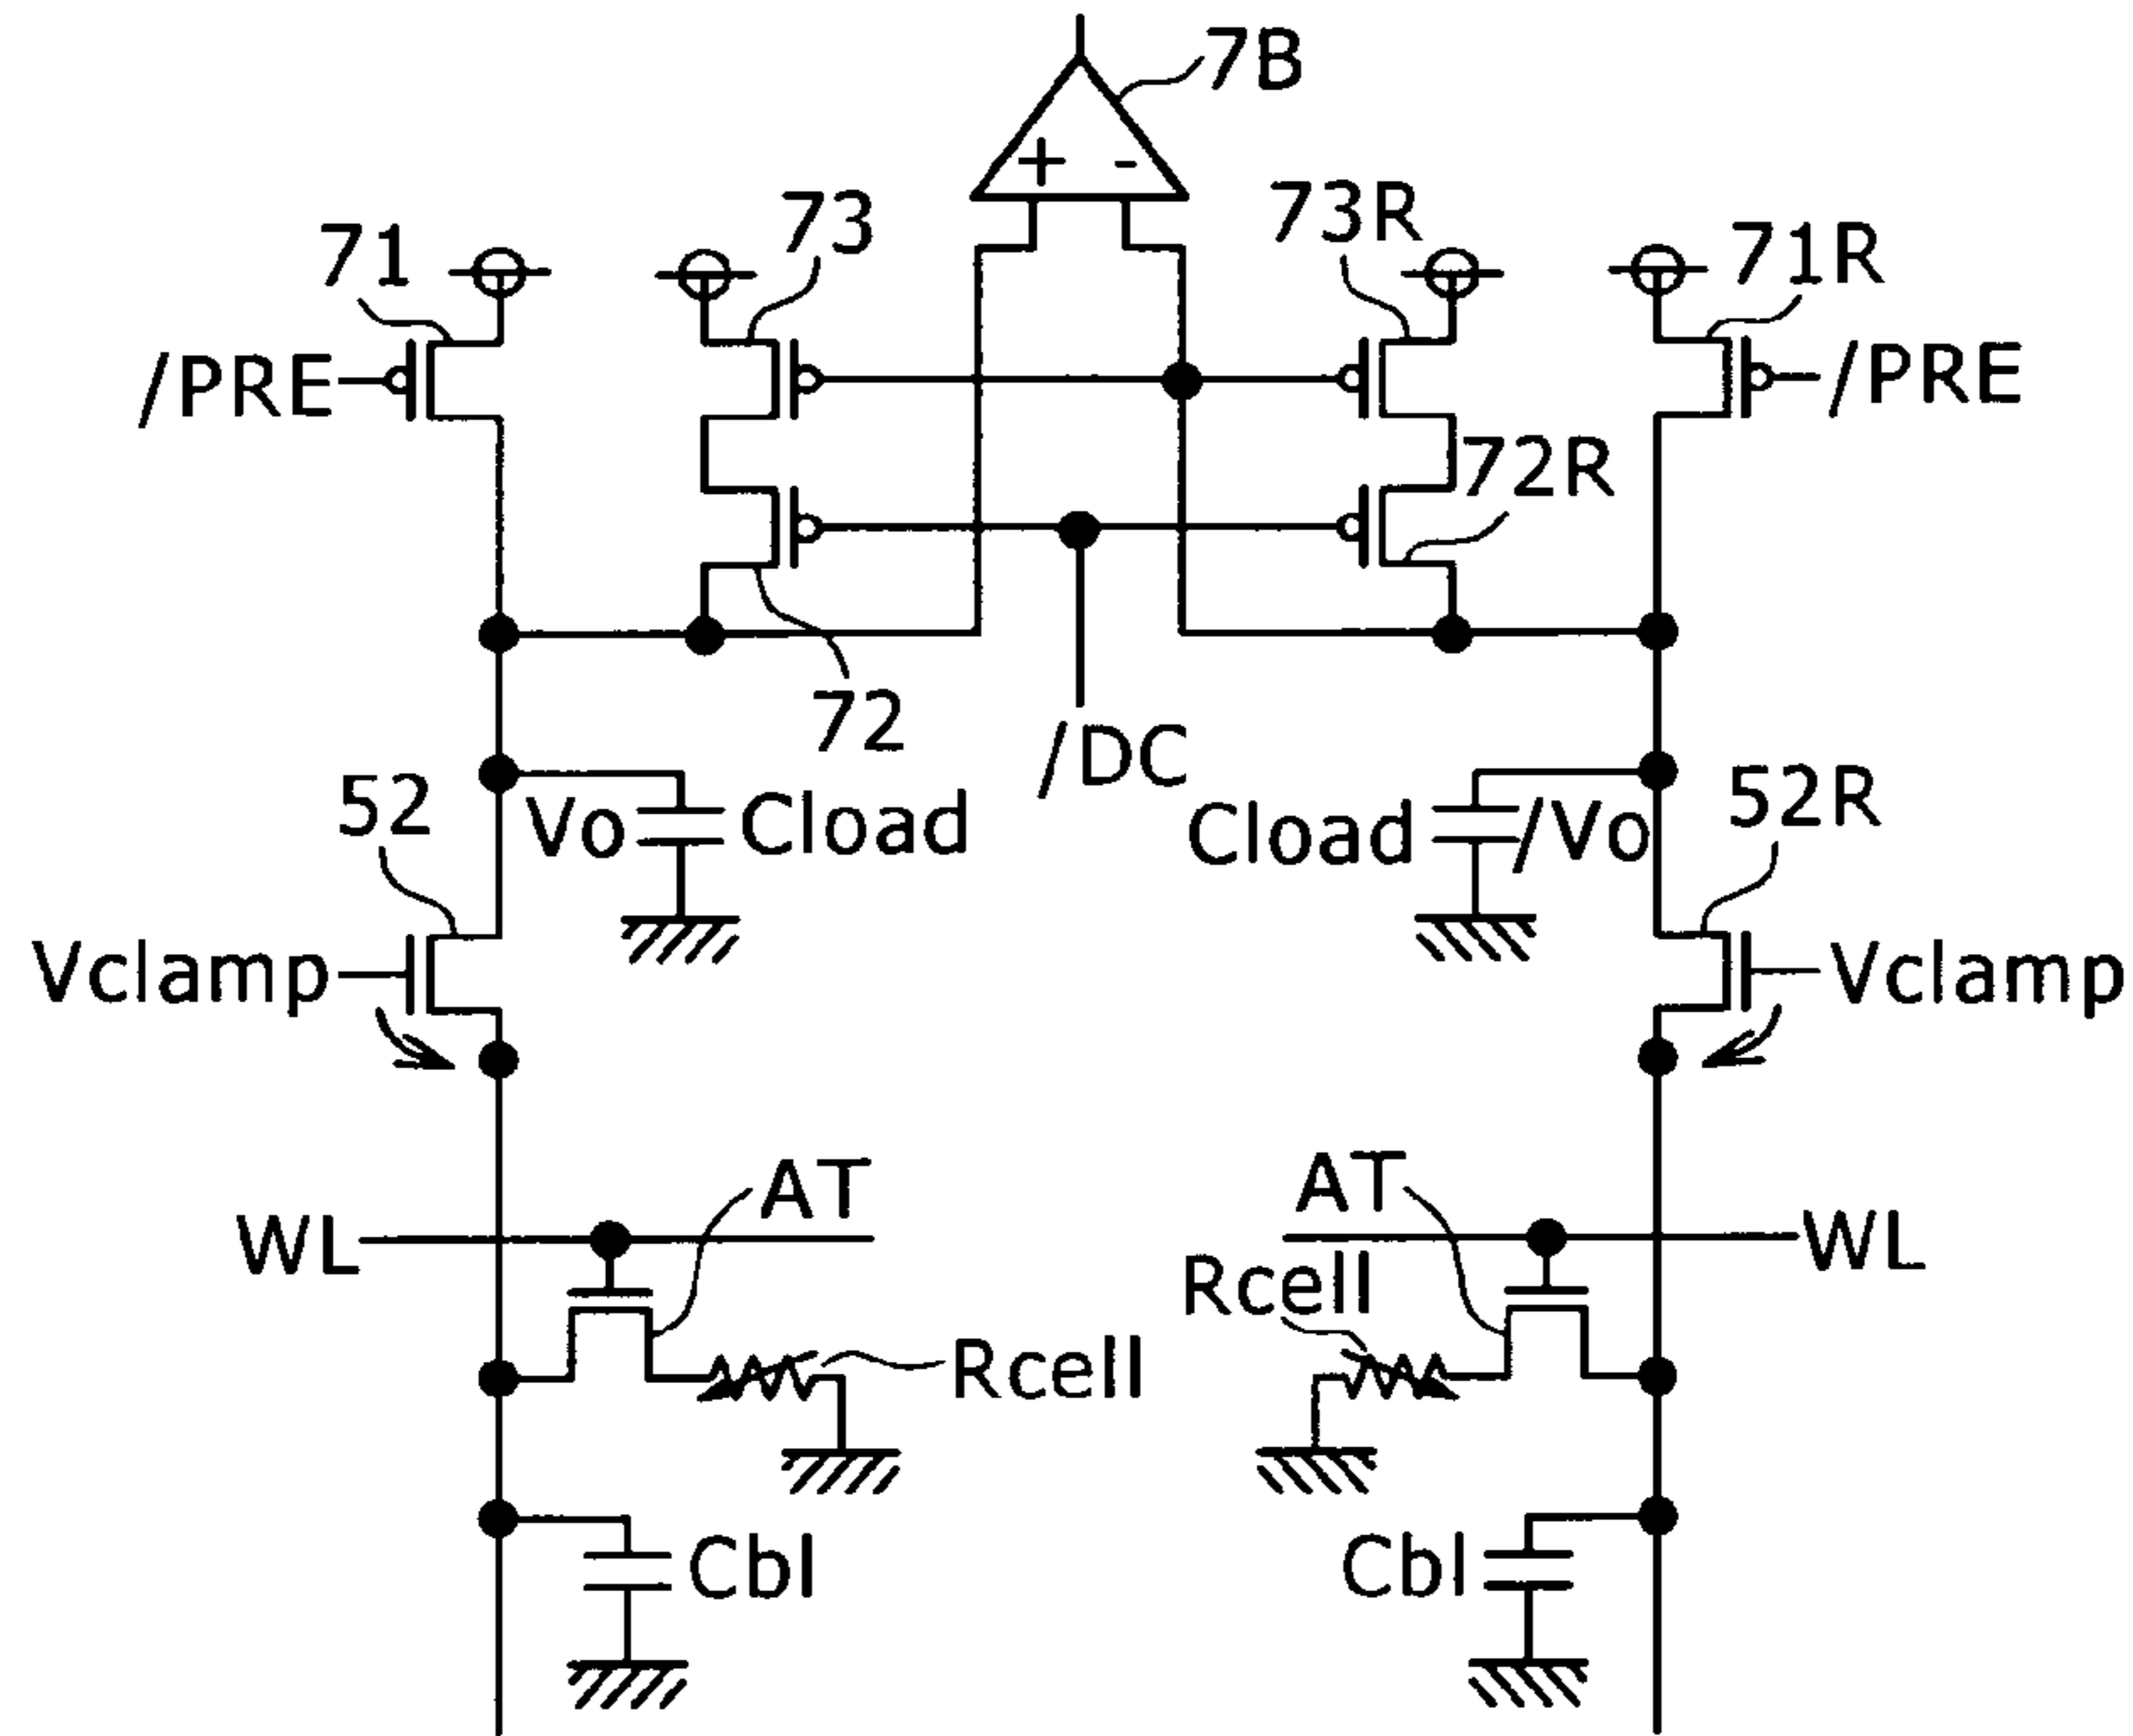 7B
+ -
71
73
73R
71R
/PRE
/PRE
72R
72
/DC
52
Vo
Cload
Cload
/Vo
52R
Vclamp
Vclamp
WL
AT
AT
WL
Rcell
Rcell
Cbl
Cbl